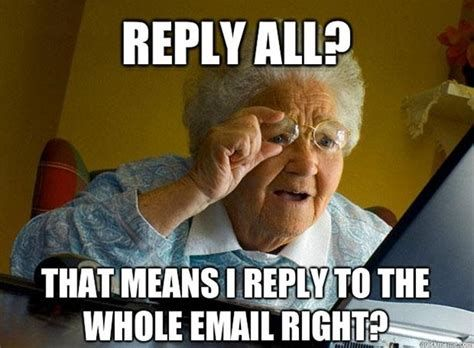 REPLY ALL?
THAT MEANS I REPLY TO THE
WHOLE EMAIL RIGHT?